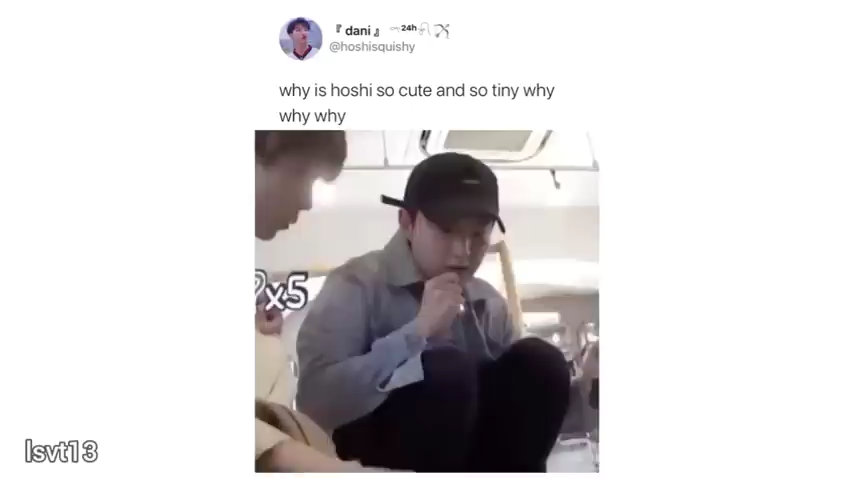 『 dani 』 24h
@hoshisquishy
why is hoshi so cute and so tiny why
why why
x5
lsvt13